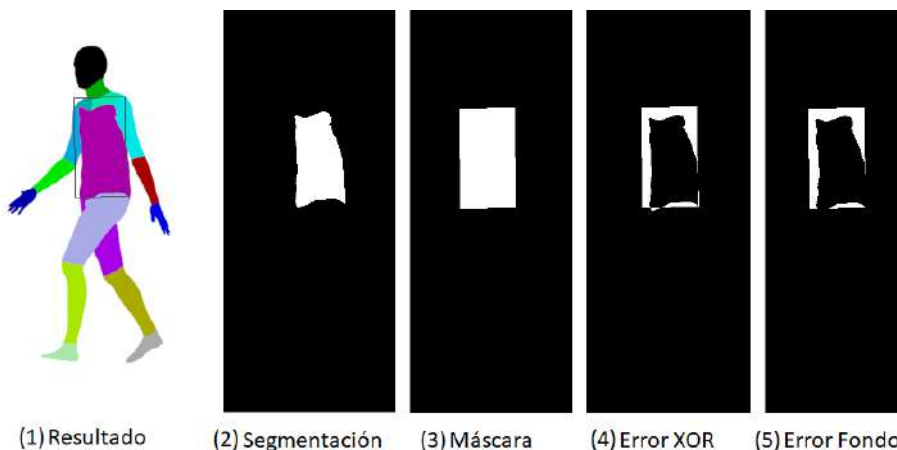 (1) Resultado
(2) Segmentación
(3) Máscara
(4) Error XOR
(5) Error Fondo